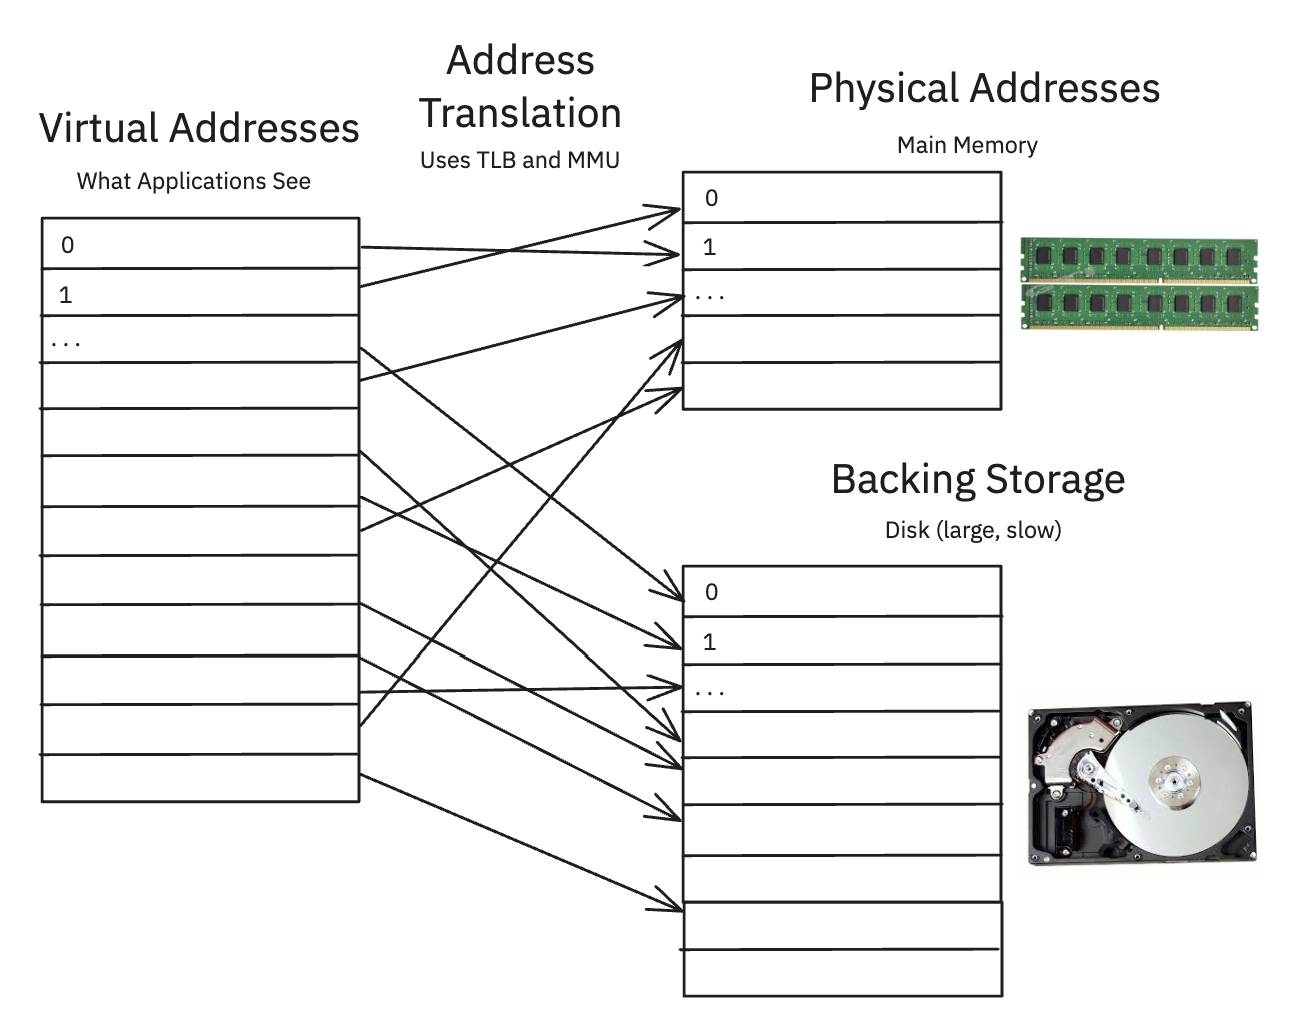 Address
Translation
Uses TLB and MMU
Physical Addresses
Main Memory
Virtual Addresses
What Applications See
0
1
...
0
1
...
Backing Storage
Disk (large, slow)
0
1
...